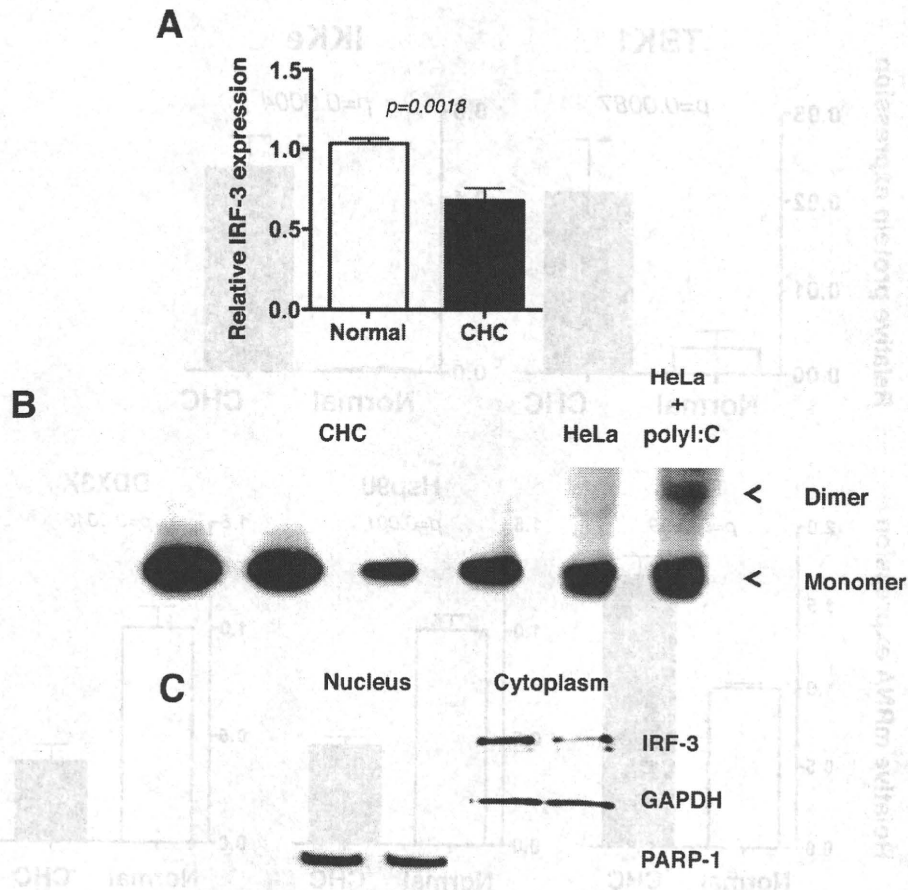 A
Relative IRF-3 expression
1.5
1.0
0.5
0.0
p=0.0018
Normal
CHC
B
CHC
HeLa
HeLa
+
polyI:C
Dimer
Monomer
C
Nucleus
Cytoplasm
IRF-3
GAPDH
PARP-1